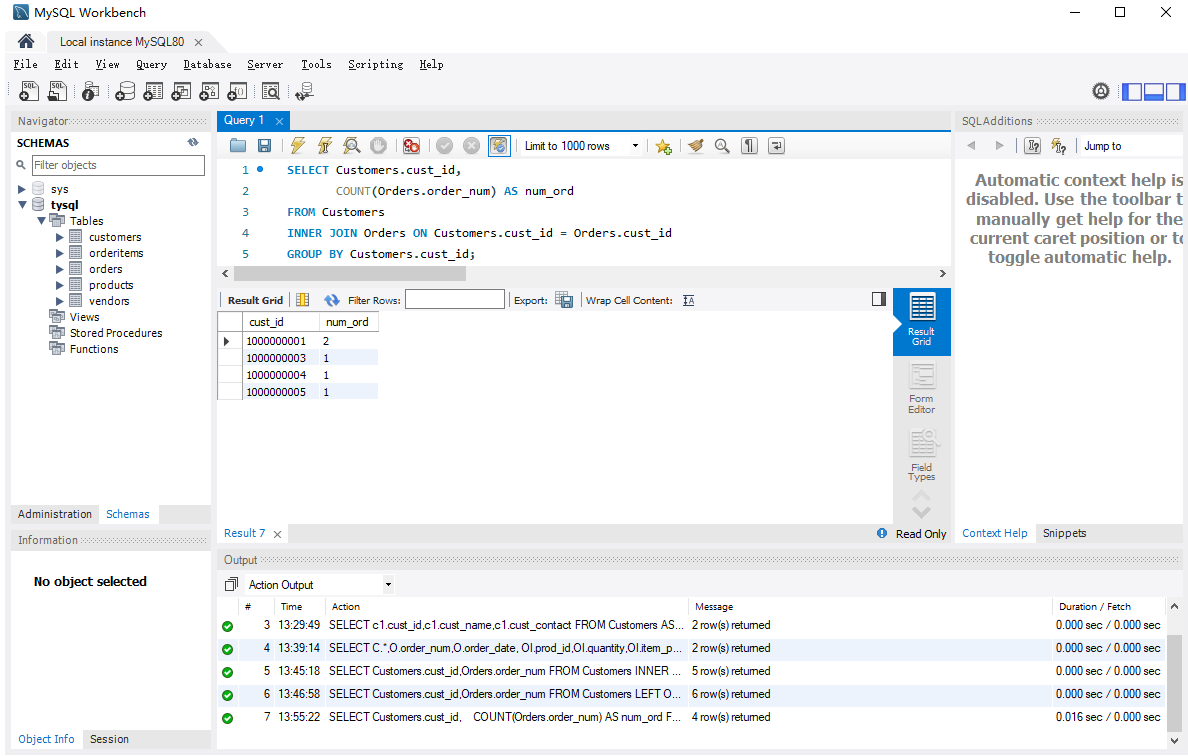 MySQL Workbench
Local instance MySQL80
File Edit View Query Database Server Tools Scripting Help
Navigator
SCHEMAS
Filter objects
sys
tysql
Tables
customers
orderitems
orders
products
vendors
Views
Stored Procedures
Functions
Administration Schemas
Information
No object selected
Object Info Session
Query 1
Limit to 1000 rows
1 SELECT Customers.cust_id,
2 COUNT(Orders.order_num) AS num_ord
3 FROM Customers
4 INNER JOIN Orders ON Customers.cust_id = Orders.cust_id
5 GROUP BY Customers.cust_id;
Result Grid Filter Rows: Export: Wrap Cell Content:
cust_id num_ord
1000000001 2
1000000003 1
1000000004 1
1000000005 1
Result
Grid
Form
Editor
Field
Types
Result 7 Read Only
SQLAdditions
Jump to
Automatic context help is
disabled. Use the toolbar t
manually get help for the
current caret position or to
toggle automatic help.
Context Help Snippets
Output
Action Output
# Time Action Message Duration / Fetch
3 13:29:49 SELECT c1.cust_id,c1.cust_name,c1.cust_contact FROM Customers AS... 2 row(s) returned 0.000 sec / 0.000 sec
4 13:39:14 SELECT C.*,O.order_num,O.order_date, OI.prod_id,OI.quantity,OI.item_p... 2 row(s) returned 0.000 sec / 0.000 sec
5 13:45:18 SELECT Customers.cust_id,Orders.order_num FROM Customers INNER ... 5 row(s) returned 0.000 sec / 0.000 sec
6 13:46:58 SELECT Customers.cust_id,Orders.order_num FROM Customers LEFT O... 6 row(s) returned 0.000 sec / 0.000 sec
7 13:55:22 SELECT Customers.cust_id, COUNT(Orders.order_num) AS num_ord F... 4 row(s) returned 0.016 sec / 0.000 sec